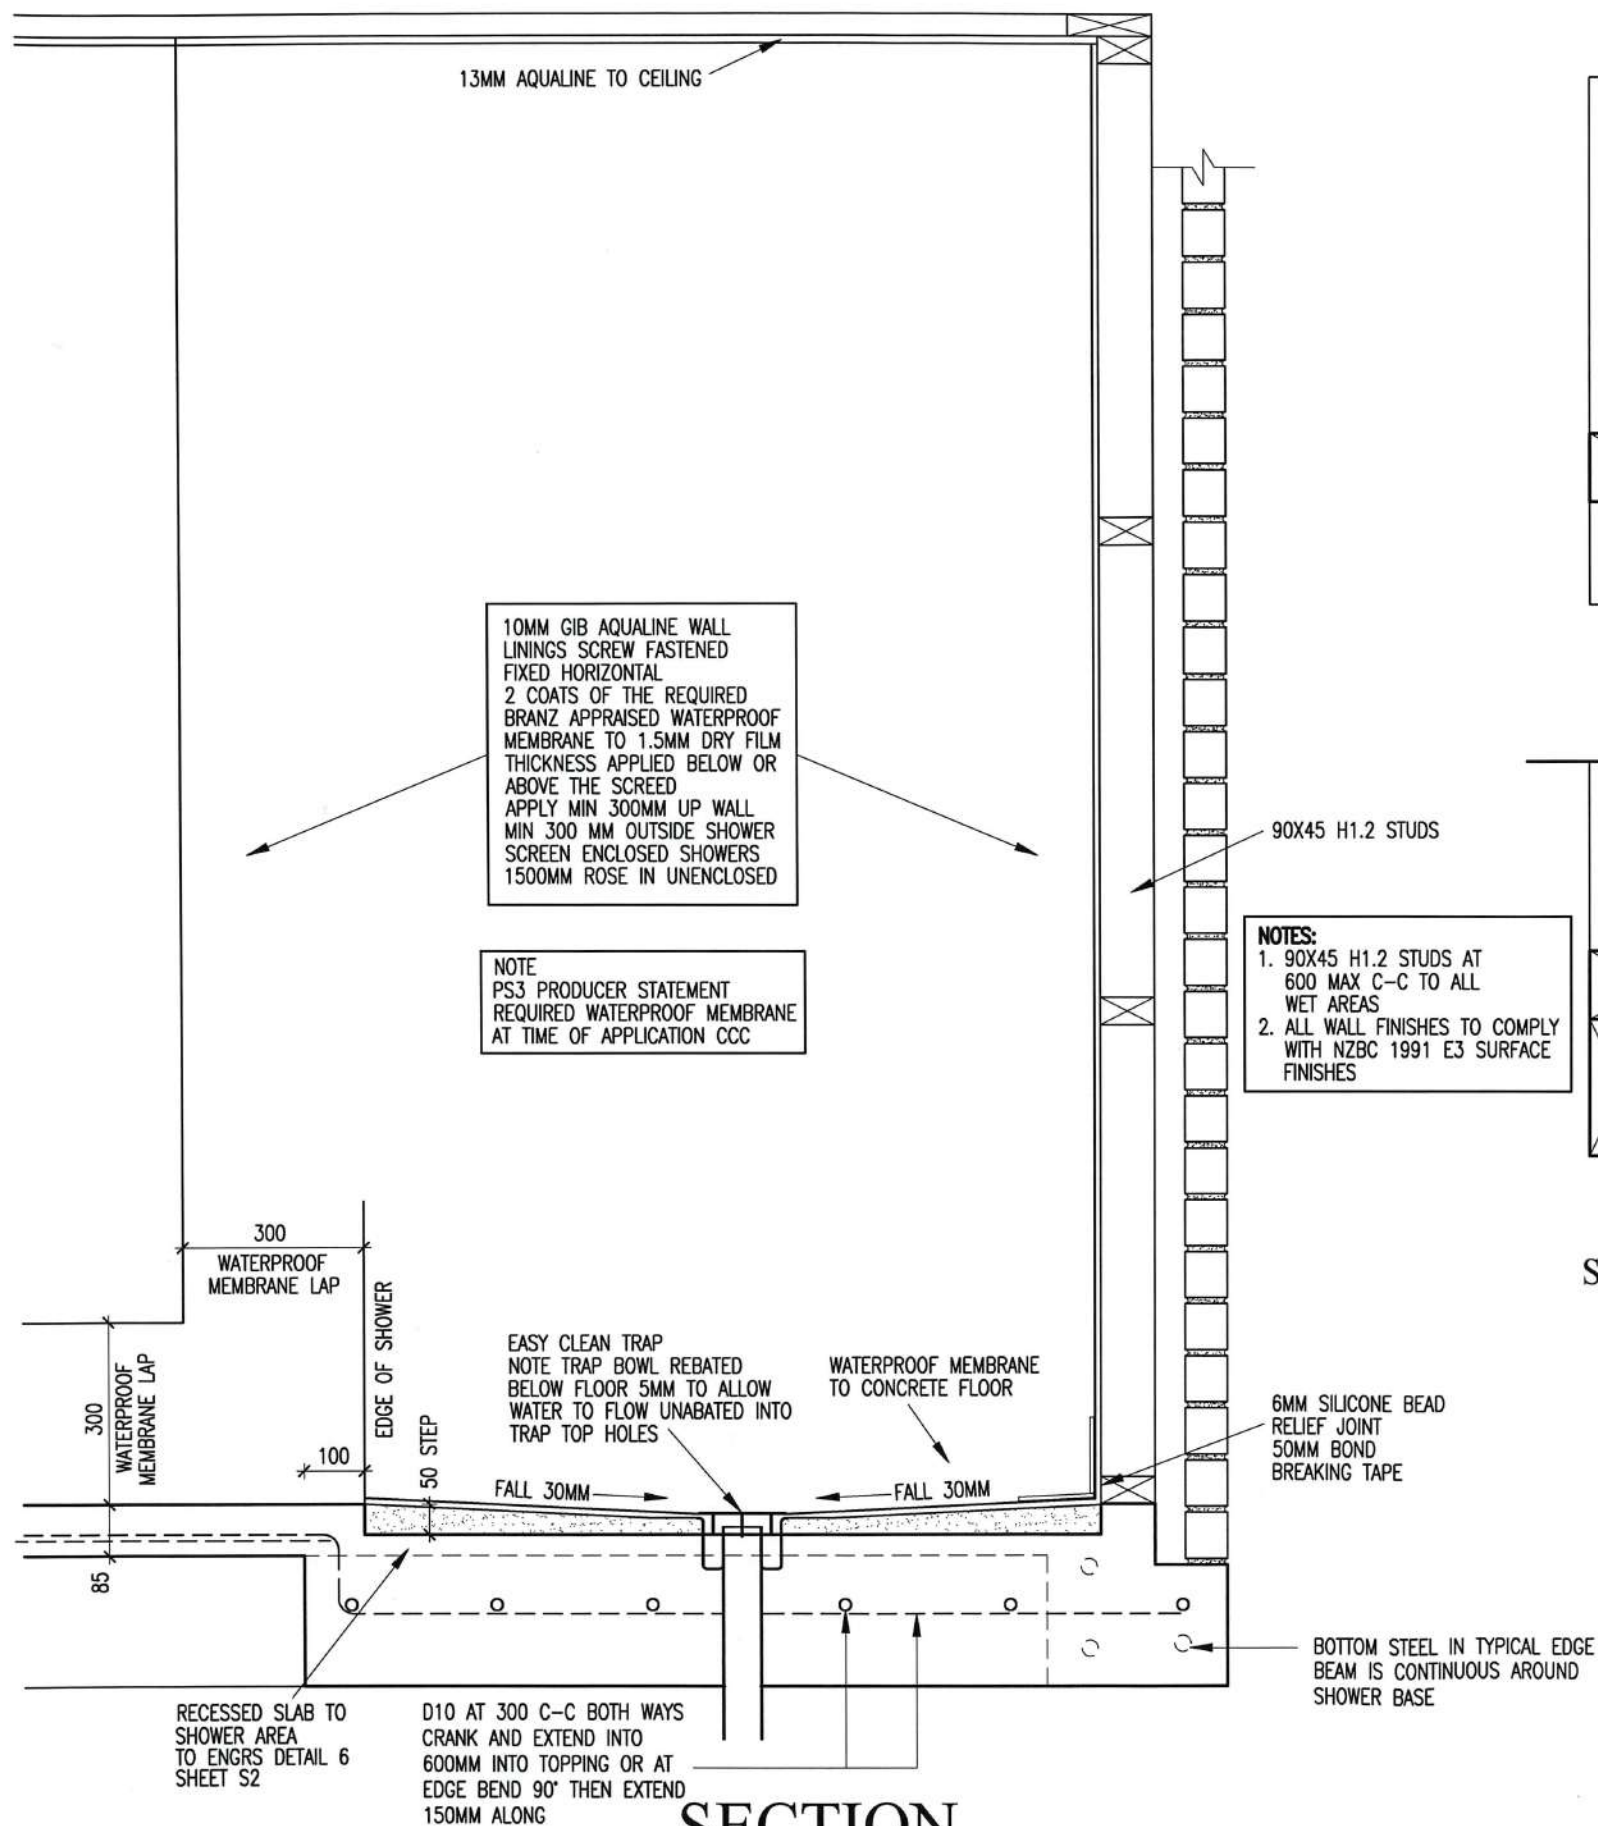 13MM AQUALINE TO CEILING
10MM GIB AQUALINE WALL
LININGS SCREW FASTENED
FIXED HORIZONTAL
2 COATS OF THE REQUIRED
BRANZ APPRAISED WATERPROOF
MEMBRANE TO 1.5MM DRY FILM
THICKNESS APPLIED BELOW OR
ABOVE THE SCREED
APPLY MIN 300MM UP WALL
MIN 300 MM OUTSIDE SHOWER
SCREEN ENCLOSED SHOWERS
1500MM ROSE IN UNENCLOSED
90X45 H1.2 STUDS
NOTE
PS3 PRODUCER STATEMENT
REQUIRED WATERPROOF MEMBRANE
AT TIME OF APPLICATION CCC
NOTES:
1. 90X45 H1.2 STUDS AT
600 MAX C-C TO ALL
WET AREAS
2. ALL WALL FINISHES TO COMPLY
WITH NZBC 1991 E3 SURFACE
FINISHES
300
WATERPROOF
MEMBRANE LAP
S
EDGE OF SHOWER
300
WATERPROOF
MEMBRANE LAP
100
50 STEP
EASY CLEAN TRAP
NOTE TRAP BOWL REBATED
BELOW FLOOR 5MM TO ALLOW
WATER TO FLOW UNABATED INTO
TRAP TOP HOLES
WATERPROOF MEMBRANE
TO CONCRETE FLOOR
6MM SILICONE BEAD
RELIEF JOINT
50MM BOND
BREAKING TAPE
FALL 30MM
FALL 30MM
85
BOTTOM STEEL IN TYPICAL EDGE
BEAM IS CONTINUOUS AROUND
SHOWER BASE
RECESSED SLAB TO
SHOWER AREA
TO ENGRS DETAIL 6
SHEET S2
D10 AT 300 C-C BOTH WAYS
CRANK AND EXTEND INTO
600MM INTO TOPPING OR AT
EDGE BEND 90° THEN EXTEND
150MM ALONG
SECTION